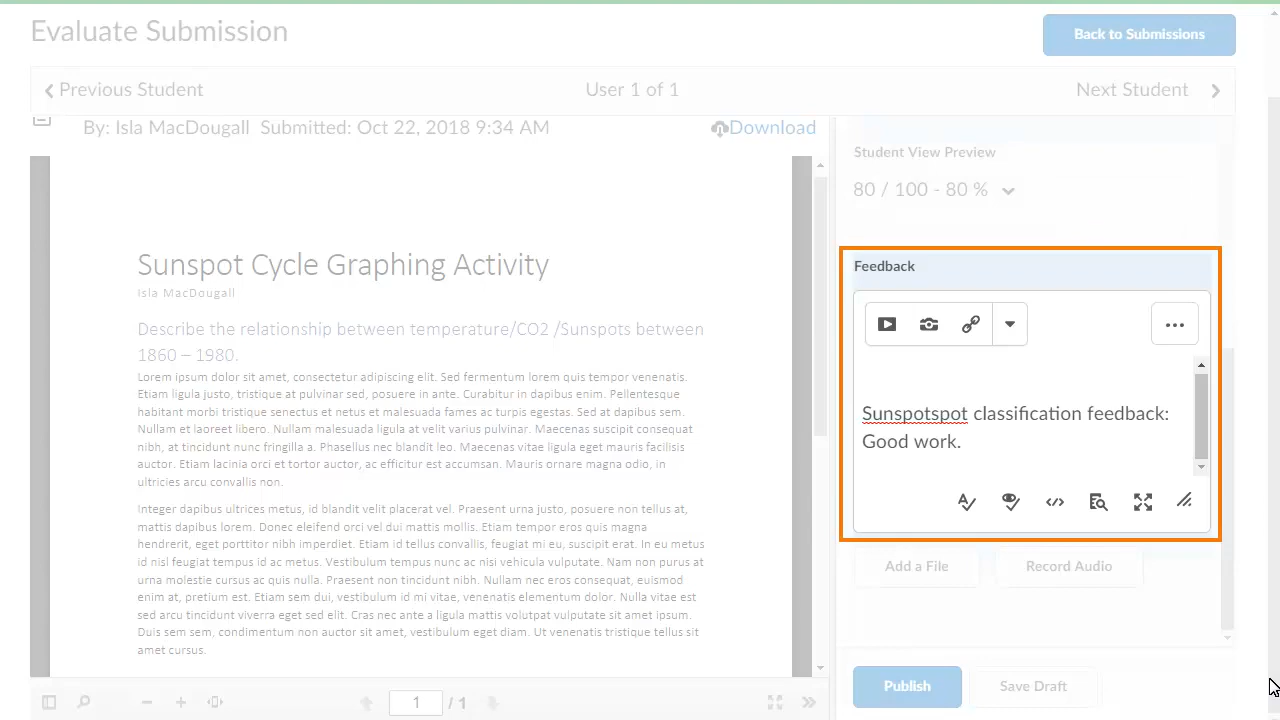 Evaluate Submission
Back to Submissions
Previous Student
User 1 of 1
Next Student
By: Isla MacDougall Submitted: Oct 22, 2018 9:34 AM
Download
Sunspot Cycle Graphing Activity
Isla MacDougall
Describe the relationship between temperature/CO2 /Sunspots between
1860 – 1980.
Lorem ipsum dolor sit amet, consectetur adipiscing elit. Sed fermentum lorem quis tempor venenatis.
Etiam ligula justo, tristique at pulvinar sed, posuere in ante. Curabitur in dapibus enim. Pellentesque
habitant morbi tristique senectus et netus et malesuada fames ac turpis egestas. Sed at dapibus sem.
Nullam et laoreet libero. Nullam malesuada ligula at velit varius pulvinar. Maecenas suscipit consequat
nibh, at tincidunt nunc fringilla a. Phasellus nec blandit leo. Maecenas vitae ligula eget mauris facilisis
auctor. Etiam lacinia orci et tortor auctor, ac efficitur est accumsan. Mauris ornare magna odio, in
ultricies arcu convallis non.
Integer dapibus ultrices metus, id blandit velit placerat vel. Praesent urna justo, posuere non tellus at,
mattis dapibus lorem. Donec eleifend orci vel dui mattis mollis. Etiam tempor eros quis magna
hendrerit, eget porttitor nibh imperdiet. Etiam id tellus convallis, feugiat mi eu, suscipit erat. In eu metus
id nisl feugiat tempus id ac metus. Vestibulum tempus nunc ac nisi vehicula vulputate. Nam non purus at
urna molestie cursus ac quis nulla. Praesent non tincidunt nibh. Nullam nec eros consequat, euismod
enim at, pretium est. Etiam sem dui, vestibulum id mi vitae, venenatis elementum dolor. Nulla vitae est
sed arcu tincidunt viverra eget sed elit. Cras nec ante a ligula mattis volutpat vulputate sit amet ipsum.
Duis sem sem, condimentum non auctor sit amet, vestibulum eget diam. Ut venenatis tristique tellus sit
amet cursus.
1 / 1
Student View Preview
80 / 100 - 80 %
Feedback
Sunspotspot classification feedback:
Good work.
Add a File
Record Audio
Publish
Save Draft